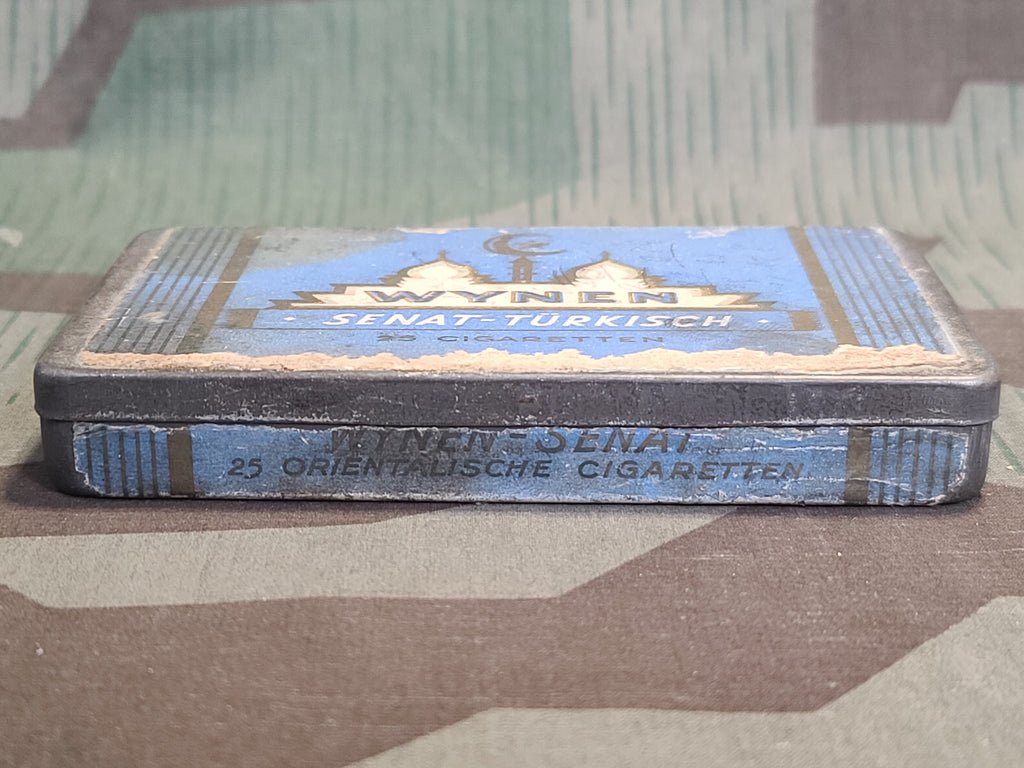 WYNEN
• SENAT-TÜRKISCH •
25 CIGARETTEN
WYNEN-SENAT
25 ORIENTALISCHE CIGARETTEN.